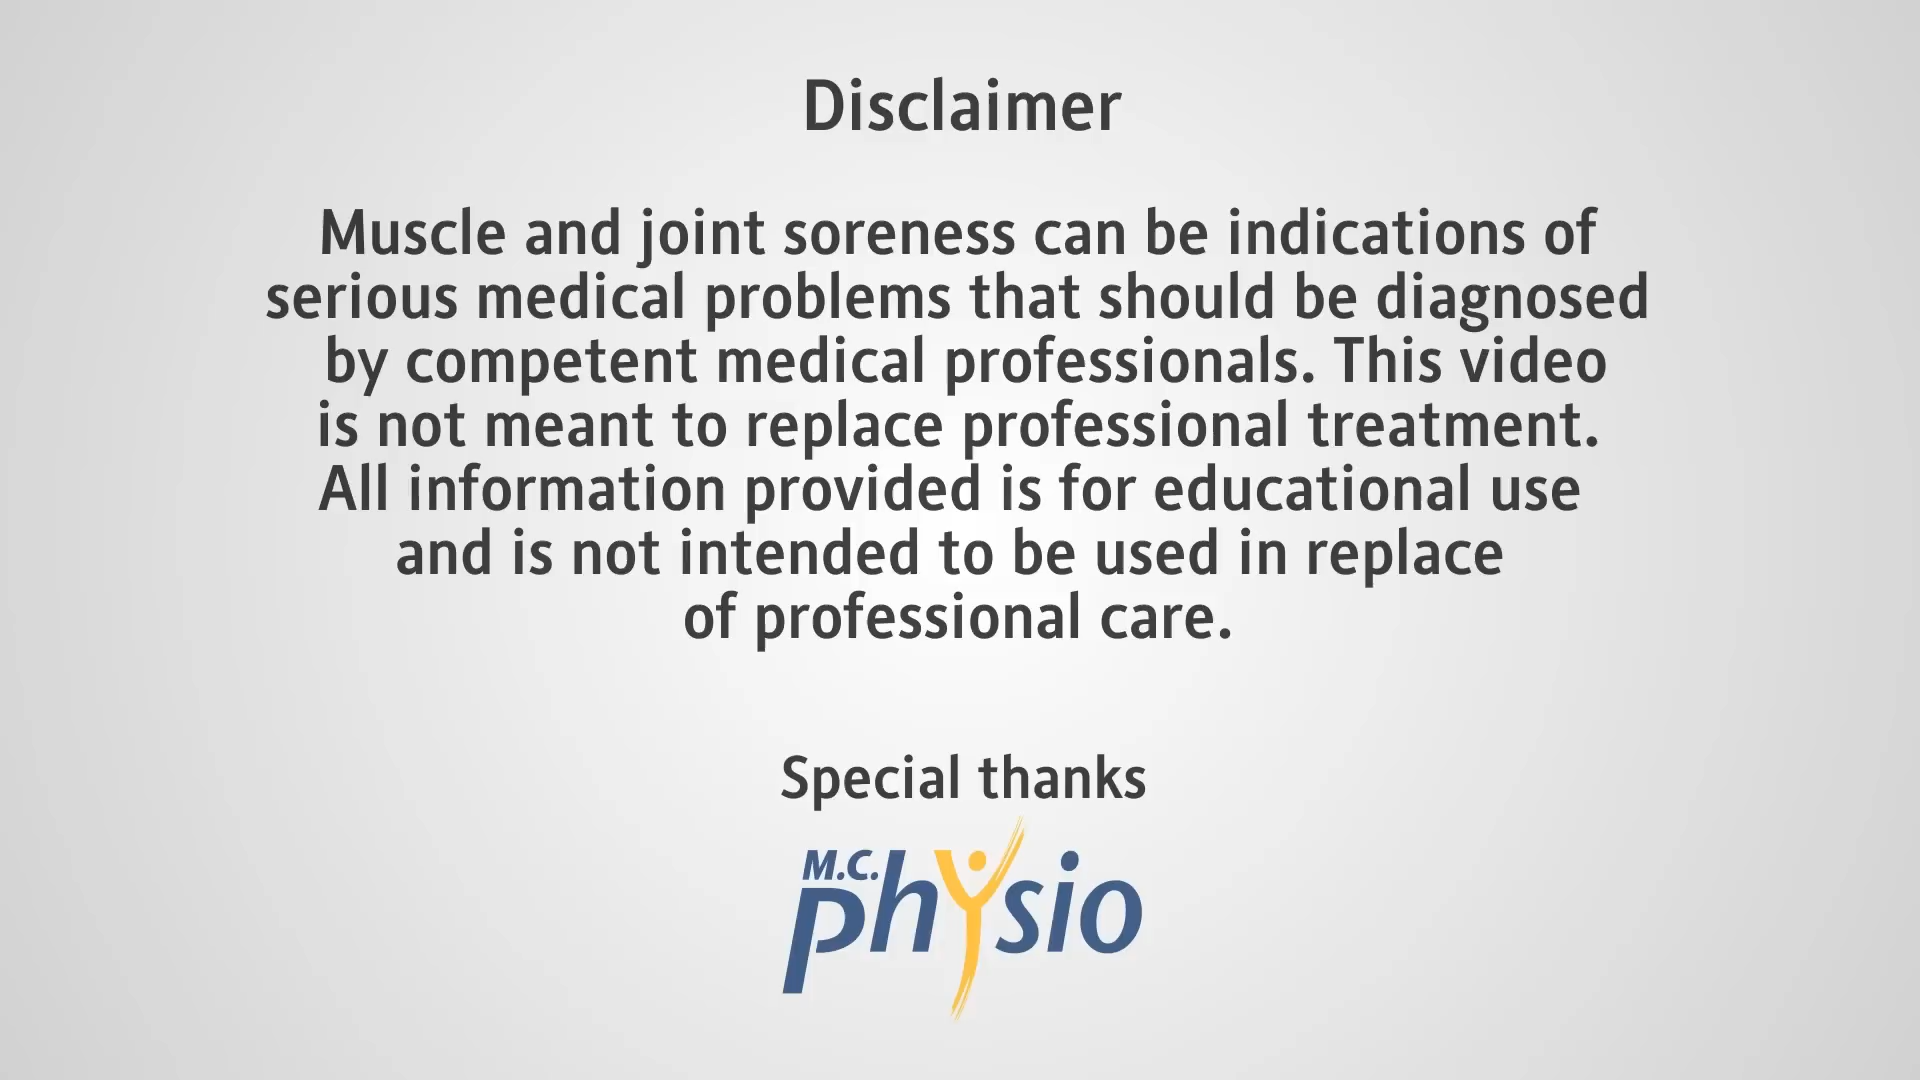 Disclaimer
Muscle and joint soreness can be indications of
serious medical problems that should be diagnosed
by competent medical professionals. This video
is not meant to replace professional treatment.
All information provided is for educational use
and is not intended to be used in replace
of professional care.
Special thanks
M.C.
Physio